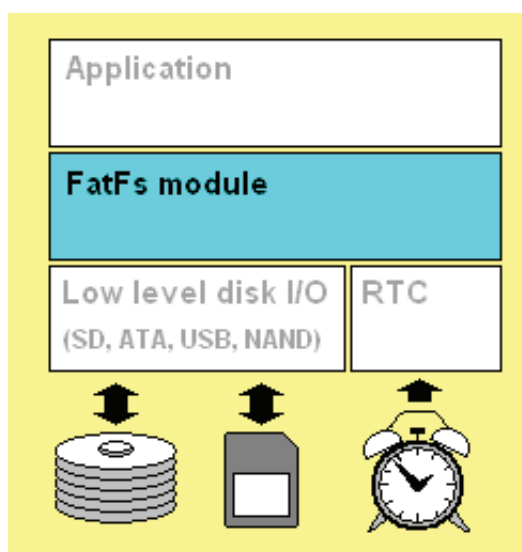 Application
FatFs module
Low level disk I/O
(SD, ATA, USB, NAND)
RTC